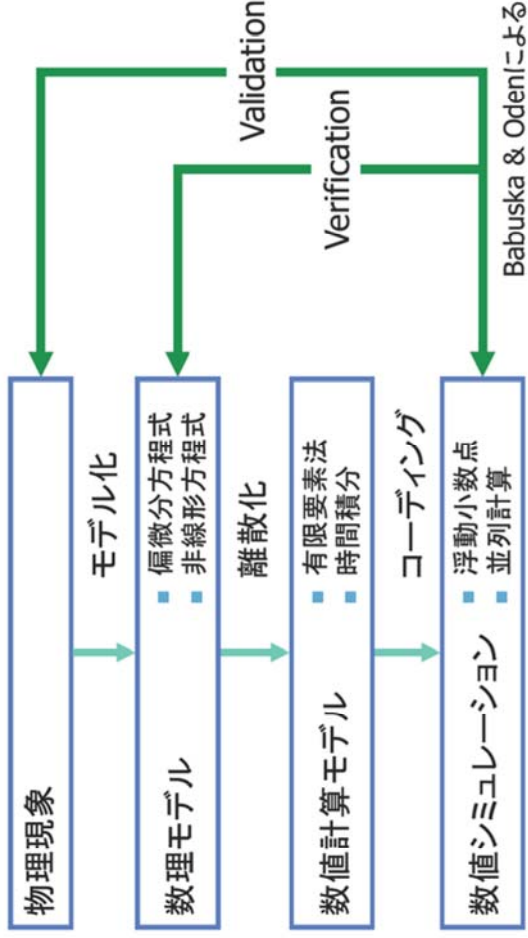 物理現象
モデル化
数理モデル
■ 偏微分方程式
■ 非線形方程式
離散化
数値計算モデル
■ 有限要素法
■ 時間積分
コーディング
数値シミュレーション
■ 浮動小数点
■ 並列計算
Verification
Validation
Babuska & Odenによる